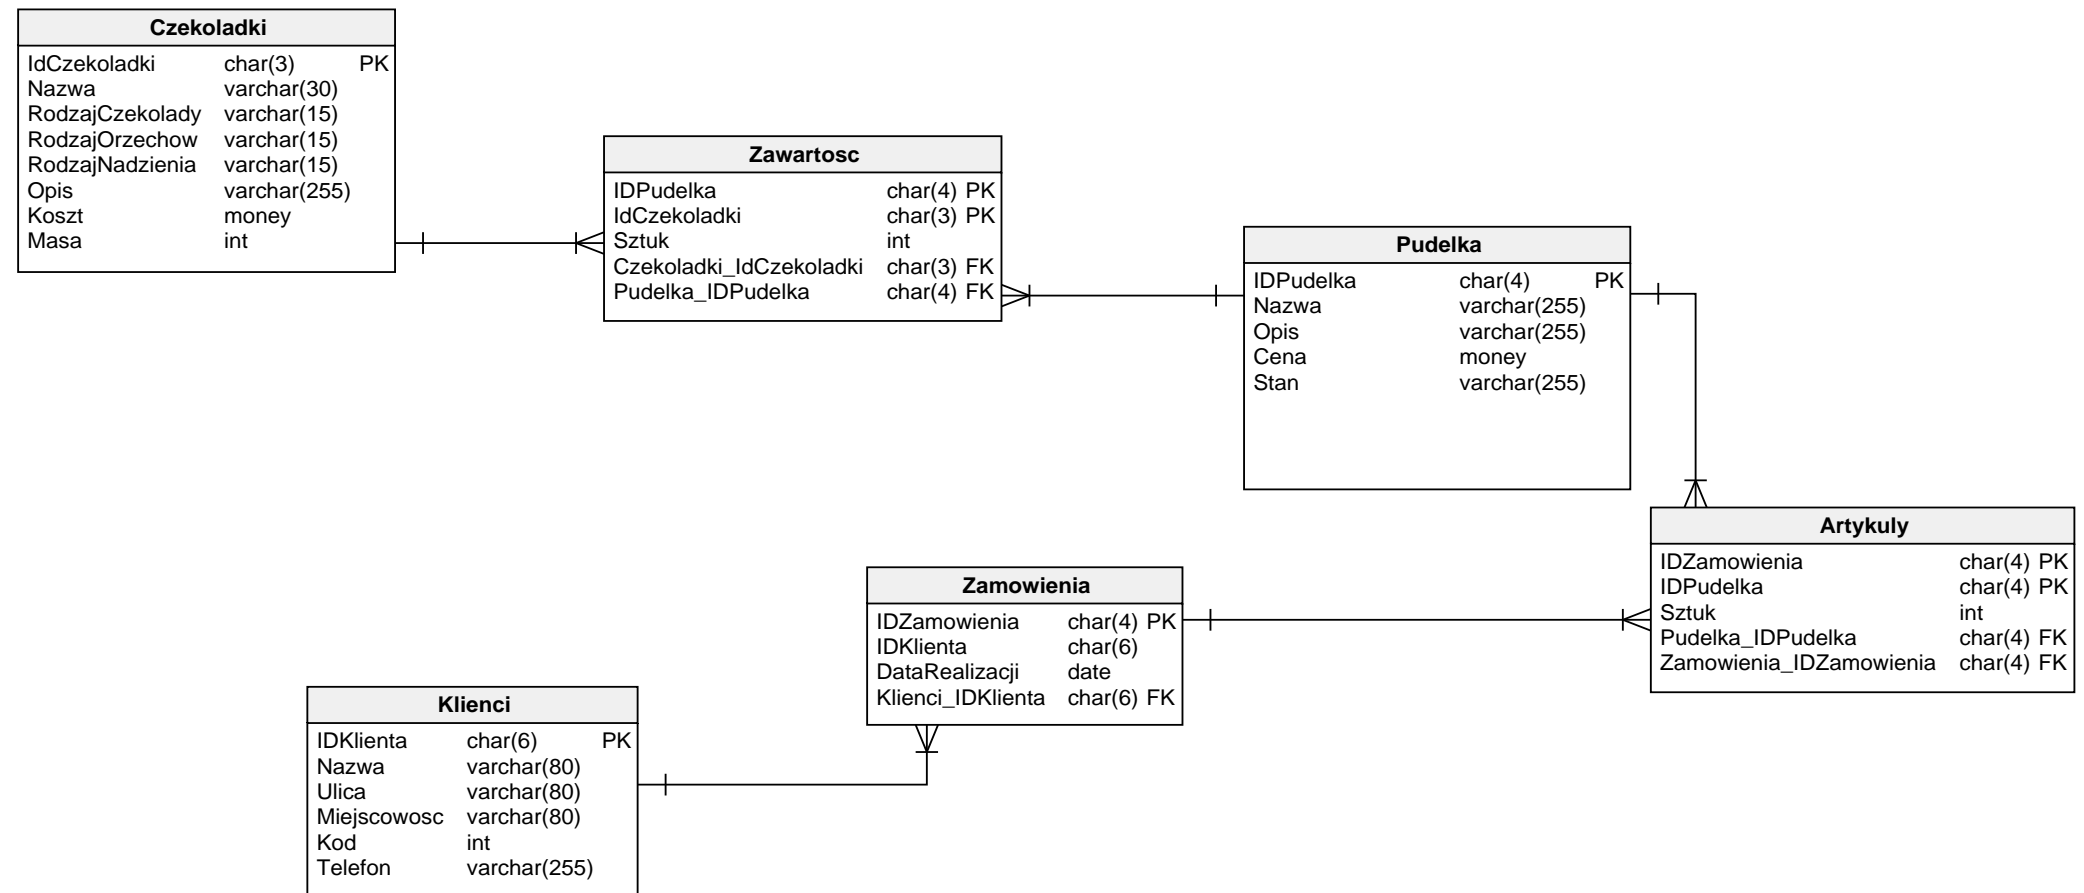 Czekoladki
IdCzekoladki char(3) PK
Nazwa varchar(30)
RodzajCzekolady varchar(15)
RodzajOrzechow varchar(15)
RodzajNadzienia varchar(15)
Opis varchar(255)
Koszt money
Masa int
Zawartosc
IDPudelka char(4) PK
IdCzekoladki char(3) PK
Sztuk int
Czekoladki_IdCzekoladki char(3) FK
Pudelka_IDPudelka char(4) FK
Pudelka
IDPudelka char(4) PK
Nazwa varchar(255)
Opis varchar(255)
Cena money
Stan varchar(255)
Artykuly
IDZamowienia char(4) PK
IDPudelka char(4) PK
Sztuk int
Pudelka_IDPudelka char(4) FK
Zamowienia_IDZamowienia char(4) FK
Zamowienia
IDZamowienia char(4) PK
IDKlienta char(6)
DataRealizacji date
Klienci_IDKlienta char(6) FK
Klienci
IDKlienta char(6) PK
Nazwa varchar(80)
Ulica varchar(80)
Miejscowosc varchar(80)
Kod int
Telefon varchar(255)